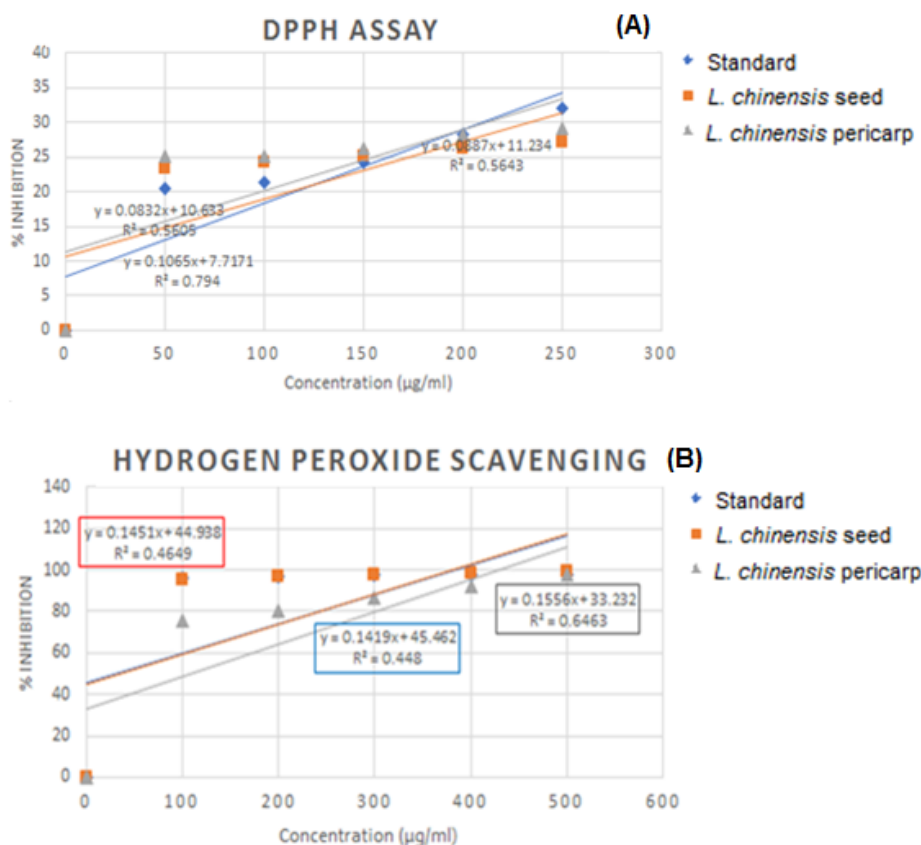 DPPH ASSAY
(A)
Standard
L. chinensis seed
L. chinensis pericarp
40
35
30
25
20
15
10
5
0
% INHIBITION
y = 0.0887x+11.234
R² = 0.5643
y = 0.0832x+10.633
R² = 0.5605
y = 0.1065x+7.7171
R² = 0.794
0 50 100 150 200 250 300
Concentration (µg/ml)
HYDROGEN PEROXIDE SCAVENGING
(B)
Standard
L. chinensis seed
L. chinensis pericarp
140
120
100
80
60
40
20
0
% INHIBITION
y = 0.1451x+44.938
R² = 0.4649
y = 0.1556x+33.232
R² = 0.6463
y = 0.1419x+45.462
R² = 0.448
0 100 200 300 400 500 600
Concentration (µg/ml)